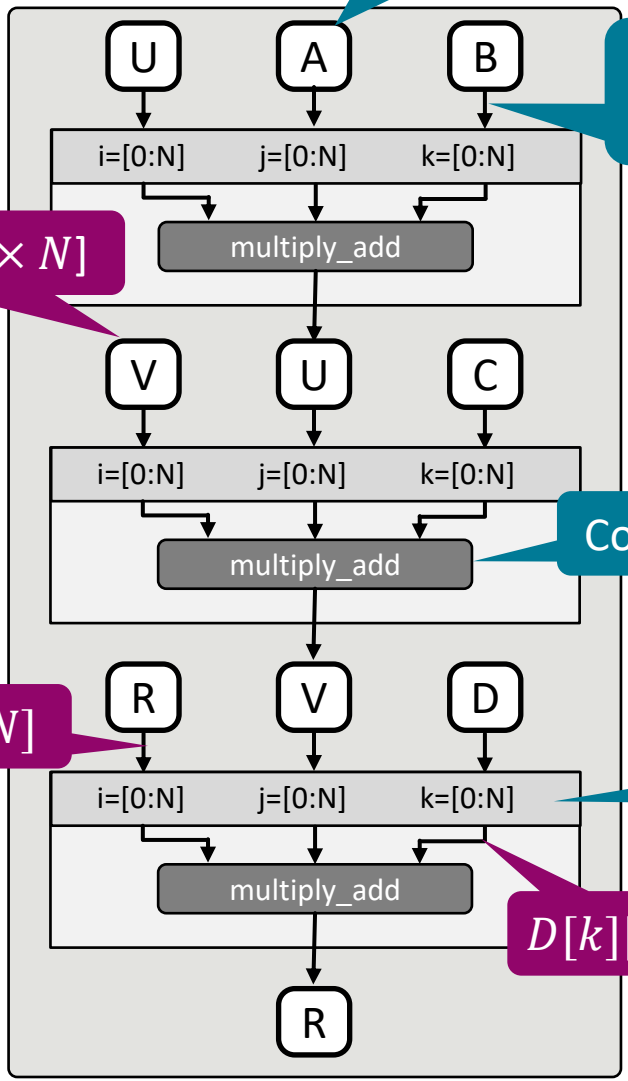 U A B
i=[0:N] j=[0:N] k=[0:N]
multiply_add
× N]
V U C
i=[0:N] j=[0:N] k=[0:N]
Co
multiply_add
R V D
N]
i=[0:N] j=[0:N] k=[0:N]
multiply_add
D[k][
R